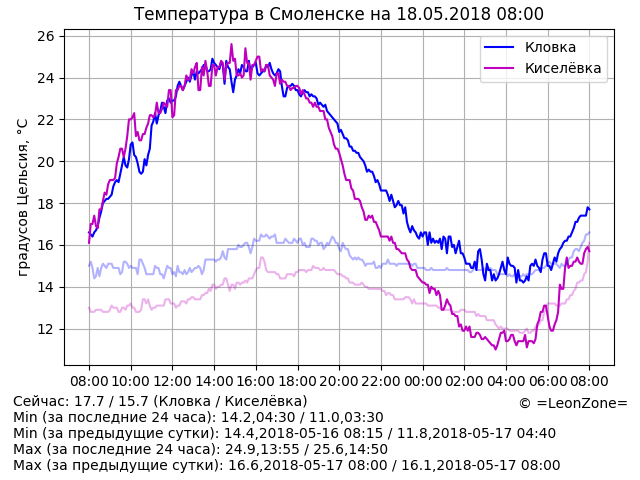 Температура в Смоленске на 18.05.2018 08:00
Кловка
Киселёвка
градусов Цельсия, °C
26
24
22
20
18
16
14
12
08:00 10:00 12:00 14:00 16:00 18:00 20:00 22:00 00:00 02:00 04:00 06:00 08:00
Сейчас: 17.7 / 15.7 (Кловка / Киселёвка)
© =LeonZone=
Min (за последние 24 часа): 14.2,04:30 / 11.0,03:30
Min (за предыдущие сутки): 14.4,2018-05-16 08:15 / 11.8,2018-05-17 04:40
Max (за последние 24 часа): 24.9,13:55 / 25.6,14:50
Max (за предыдущие сутки): 16.6,2018-05-17 08:00 / 16.1,2018-05-17 08:00